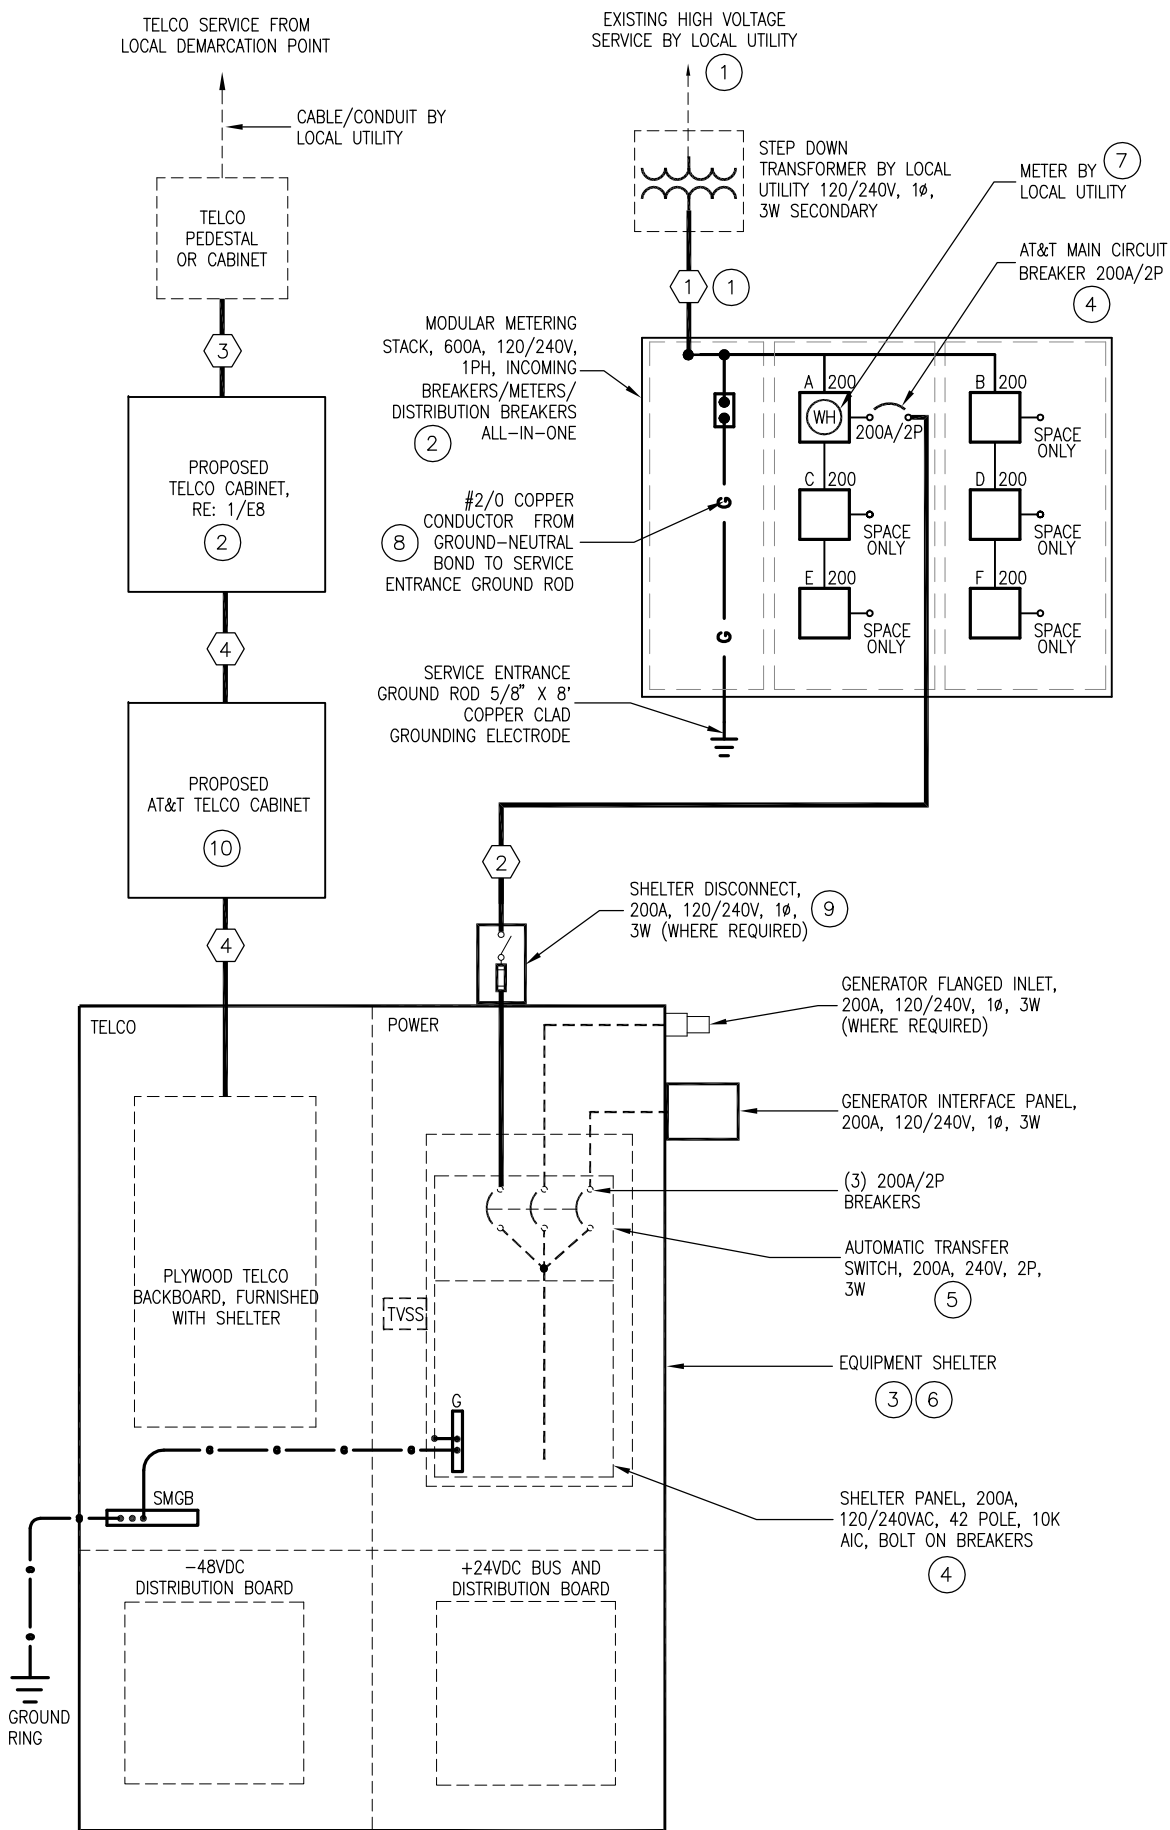 TELCO SERVICE FROM
LOCAL DEMARCATION POINT
CABLE/CONDUIT BY
LOCAL UTILITY
TELCO
PEDESTAL
OR CABINET
3
PROPOSED
TELCO CABINET,
RE: 1/E8
2
4
PROPOSED
AT&T TELCO CABINET
10
4
EXISTING HIGH VOLTAGE
SERVICE BY LOCAL UTILITY
1
STEP DOWN
TRANSFORMER BY LOCAL
UTILITY 120/240V, 1ø,
3W SECONDARY
1
1
METER BY
LOCAL UTILITY
7
AT&T MAIN CIRCUIT
BREAKER 200A/2P
4
MODULAR METERING
STACK, 600A, 120/240V,
1PH, INCOMING
BREAKERS/METERS/
DISTRIBUTION BREAKERS
ALL-IN-ONE
2
A 200
WH
200A/2P
B 200
SPACE
ONLY
C 200
SPACE
ONLY
D 200
SPACE
ONLY
E 200
SPACE
ONLY
F 200
SPACE
ONLY
G
G
#2/0 COPPER
CONDUCTOR FROM
GROUND-NEUTRAL
BOND TO SERVICE
ENTRANCE GROUND ROD
8
SERVICE ENTRANCE
GROUND ROD 5/8" X 8'
COPPER CLAD
GROUNDING ELECTRODE
2
SHELTER DISCONNECT,
200A, 120/240V, 1ø,
3W (WHERE REQUIRED)
9
GENERATOR FLANGED INLET,
200A, 120/240V, 1ø, 3W
(WHERE REQUIRED)
GENERATOR INTERFACE PANEL,
200A, 120/240V, 1ø, 3W
(3) 200A/2P
BREAKERS
AUTOMATIC TRANSFER
SWITCH, 200A, 240V, 2P,
3W
5
EQUIPMENT SHELTER
3 6
SHELTER PANEL, 200A,
120/240VAC, 42 POLE, 10K
AIC, BOLT ON BREAKERS
4
TELCO
POWER
PLYWOOD TELCO
BACKBOARD, FURNISHED
WITH SHELTER
TVSS
G
SMGB
-48VDC
DISTRIBUTION BOARD
+24VDC BUS AND
DISTRIBUTION BOARD
GROUND
RING